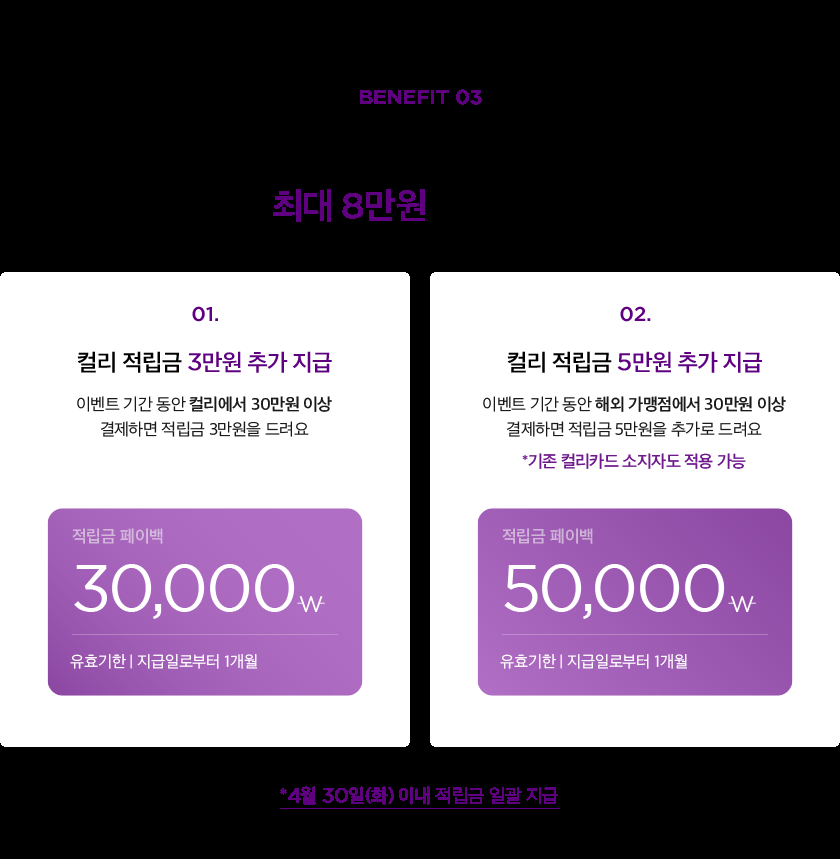 BENEFIT 03
최대 8만원
01.
컬리 적립금 3만원 추가 지급
이벤트 기간 동안 컬리에서 30만원 이상
결제하면 적립금 3만원을 드려요
적립금 페이백
30,000₩
유효기한 | 지급일로부터 1개월
02.
컬리 적립금 5만원 추가 지급
이벤트 기간 동안 해외 가맹점에서 30만원 이상
결제하면 적립금 5만원을 추가로 드려요
*기존 컬리카드 소지자도 적용 가능
적립금 페이백
50,000₩
유효기한 | 지급일로부터 1개월
*4월 30일(화) 이내 적립금 일괄 지급